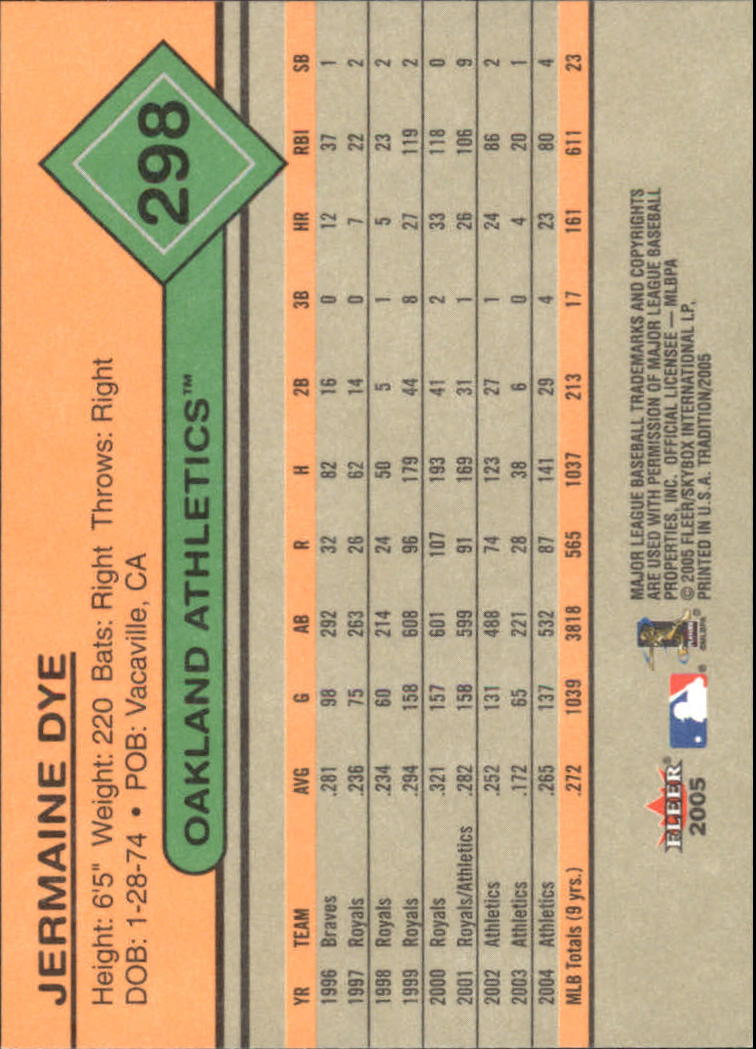 JERMAINE DYE
Height: 6'5" Weight: 220 Bats: Right Throws: Right
DOB: 1-28-74 • POB: Vacaville, CA
298
OAKLAND ATHLETICS™
YR TEAM AVG G AB R H 2B 3B HR RBI SB
1996 Braves .281 98 292 32 82 16 0 12 37 1
1997 Royals .236 75 263 26 62 14 0 7 22 2
1998 Royals .234 60 214 24 50 5 1 5 23 2
1999 Royals .294 158 608 96 179 44 8 27 119 2
2000 Royals .321 157 601 107 193 41 2 33 118 0
2001 Royals/Athletics .282 158 599 91 169 31 1 26 106 9
2002 Athletics .252 131 488 74 123 27 1 24 86 2
2003 Athletics .172 65 221 28 38 6 0 4 20 1
2004 Athletics .265 137 532 87 141 29 4 23 80 4
MLB Totals (9 yrs.) .272 1039 3818 565 1037 213 17 161 611 23
FLEER®
2005
®
©MLBPA
MAJOR LEAGUE BASEBALL TRADEMARKS AND COPYRIGHTS
ARE USED WITH PERMISSION OF MAJOR LEAGUE BASEBALL
PROPERTIES, INC. OFFICIAL LICENSEE — MLBPA
© 2005 FLEER/SKYBOX INTERNATIONAL LP.
PRINTED IN U.S.A. TRADITION/2005